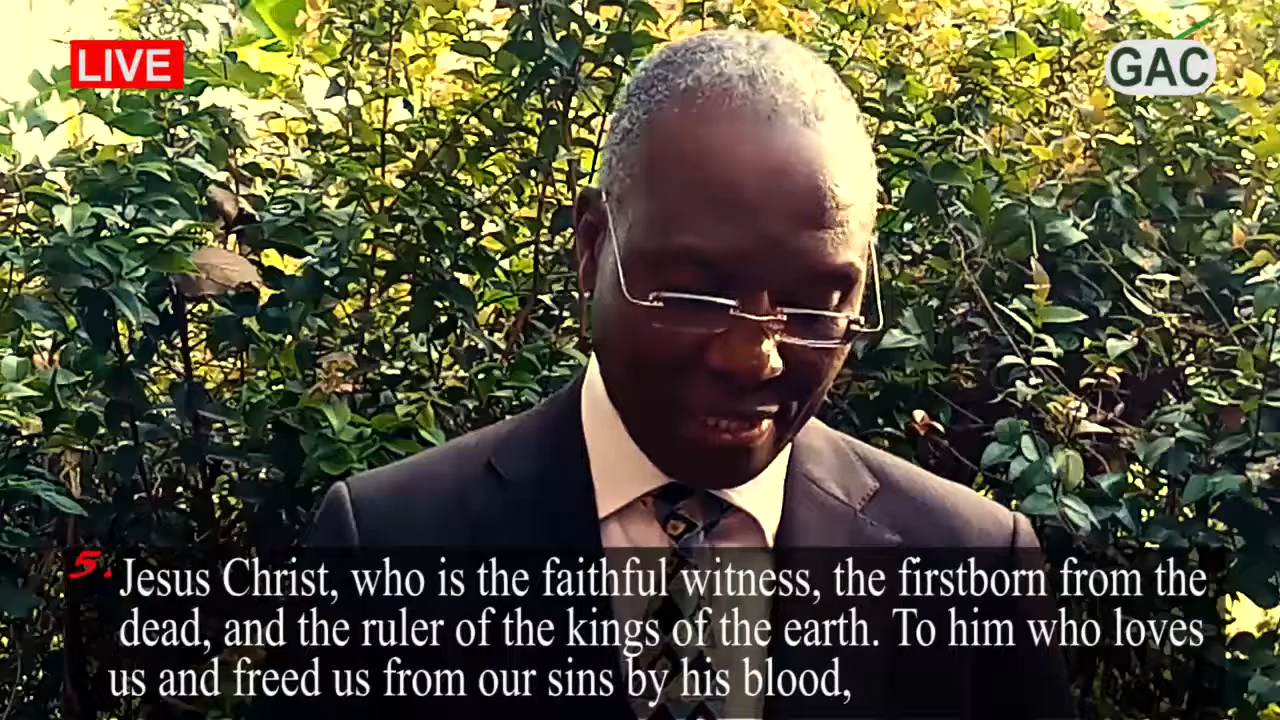 LIVE
GAC
5. Jesus Christ, who is the faithful witness, the firstborn from the
dead, and the ruler of the kings of the earth. To him who loves
us and freed us from our sins by his blood,